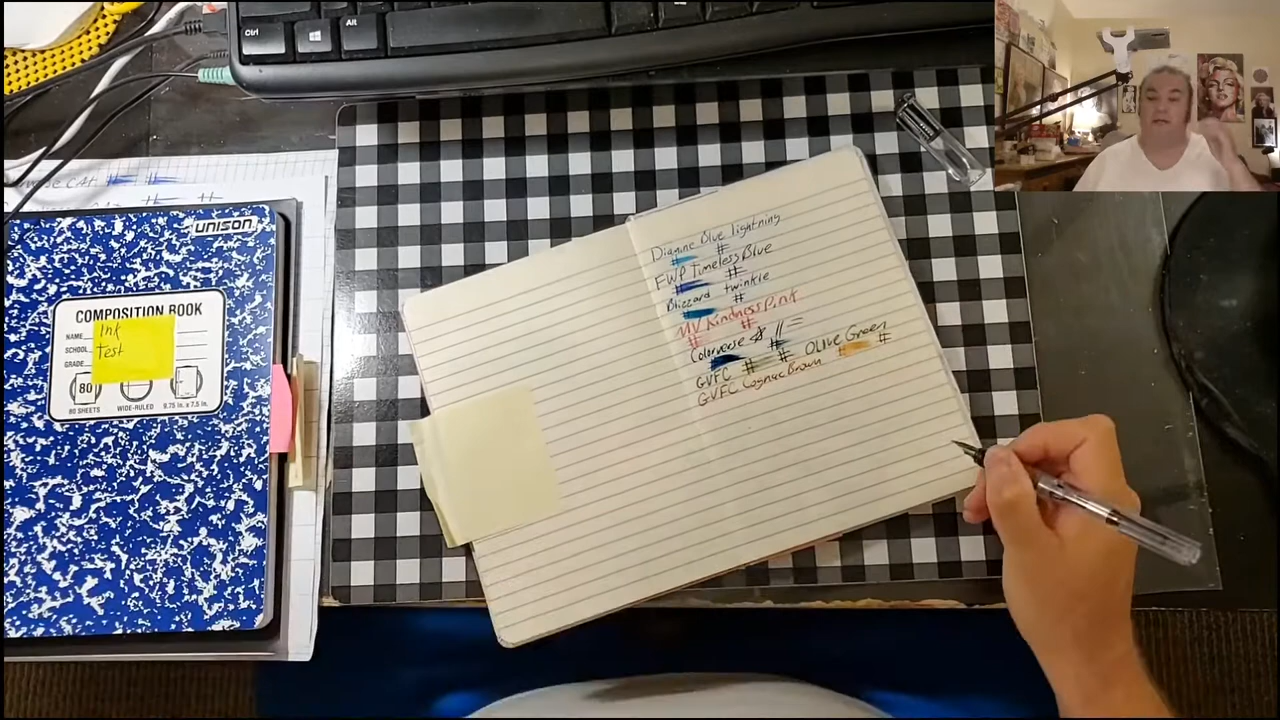 Ctrl
Alt
UNISON
COMPOSITION BOOK
NAME
SCHOOL
GRADE
Ink
Test
80
80 SHEETS
WIDE-RULED
9.75 in. x 7.5 in.
Diamine Blue lightning
# #
FWP Timeless Blue
# #
Blizzard twinkie
#
MV Kindness Pink
# #
Colorverse # // =
GVFC # # Olive Green
GVFC Cognac Brown # #